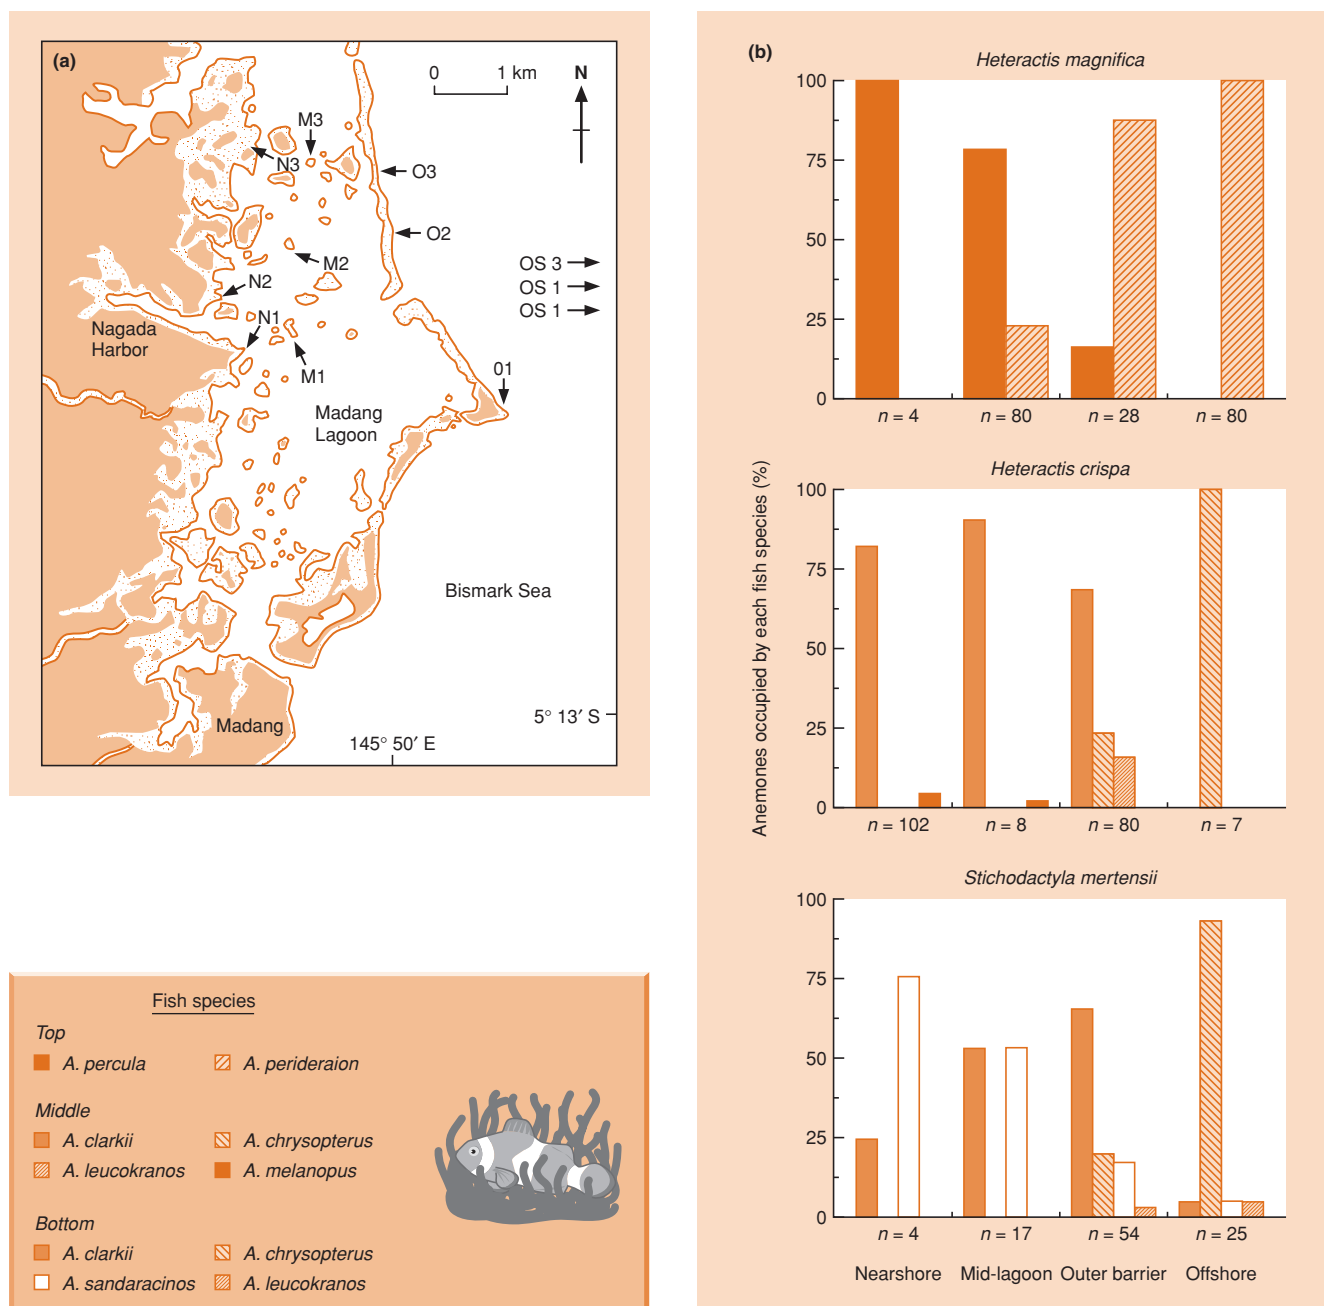 (a)
0 1 km
N
M3
N3
O3
O2
M2
OS 3
OS 1
OS 1
N2
N1
Nagada
Harbor
M1
01
Madang
Lagoon
Bismark Sea
5° 13′ S
Madang
145° 50′ E
Fish species
Top
A. percula A. perideraion
Middle
A. clarkii A. chrysopterus
A. leucokranos A. melanopus
Bottom
A. clarkii A. chrysopterus
A. sandaracinos A. leucokranos
(b)
Anemones occupied by each fish species (%)
Heteractis magnifica
100
75
50
25
0
n = 4 n = 80 n = 28 n = 80
Heteractis crispa
100
75
50
25
0
n = 102 n = 8 n = 80 n = 7
Stichodactyla mertensii
100
75
50
25
0
n = 4 n = 17 n = 54 n = 25
Nearshore Mid-lagoon Outer barrier Offshore